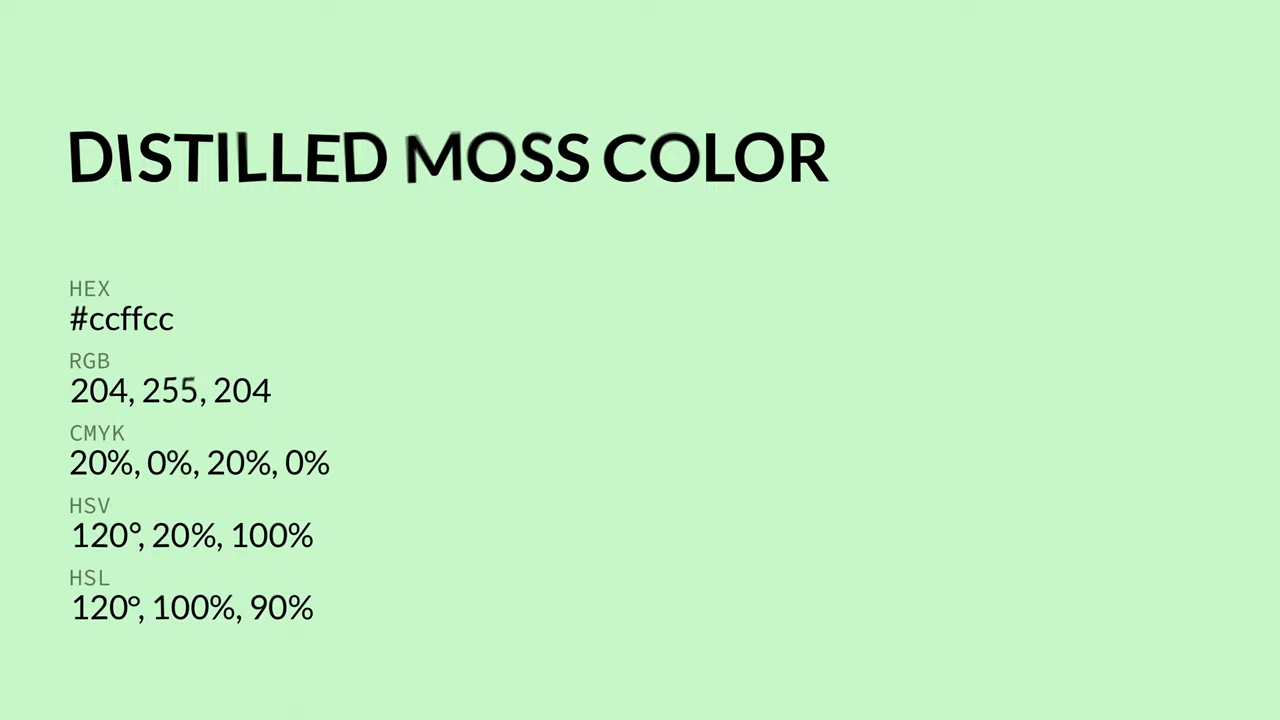 DISTILLED MOSS COLOR
HEX
#ccffcc
RGB
204, 255, 204
CMYK
20%, 0%, 20%, 0%
HSV
120°, 20%, 100%
HSL
120°, 100%, 90%